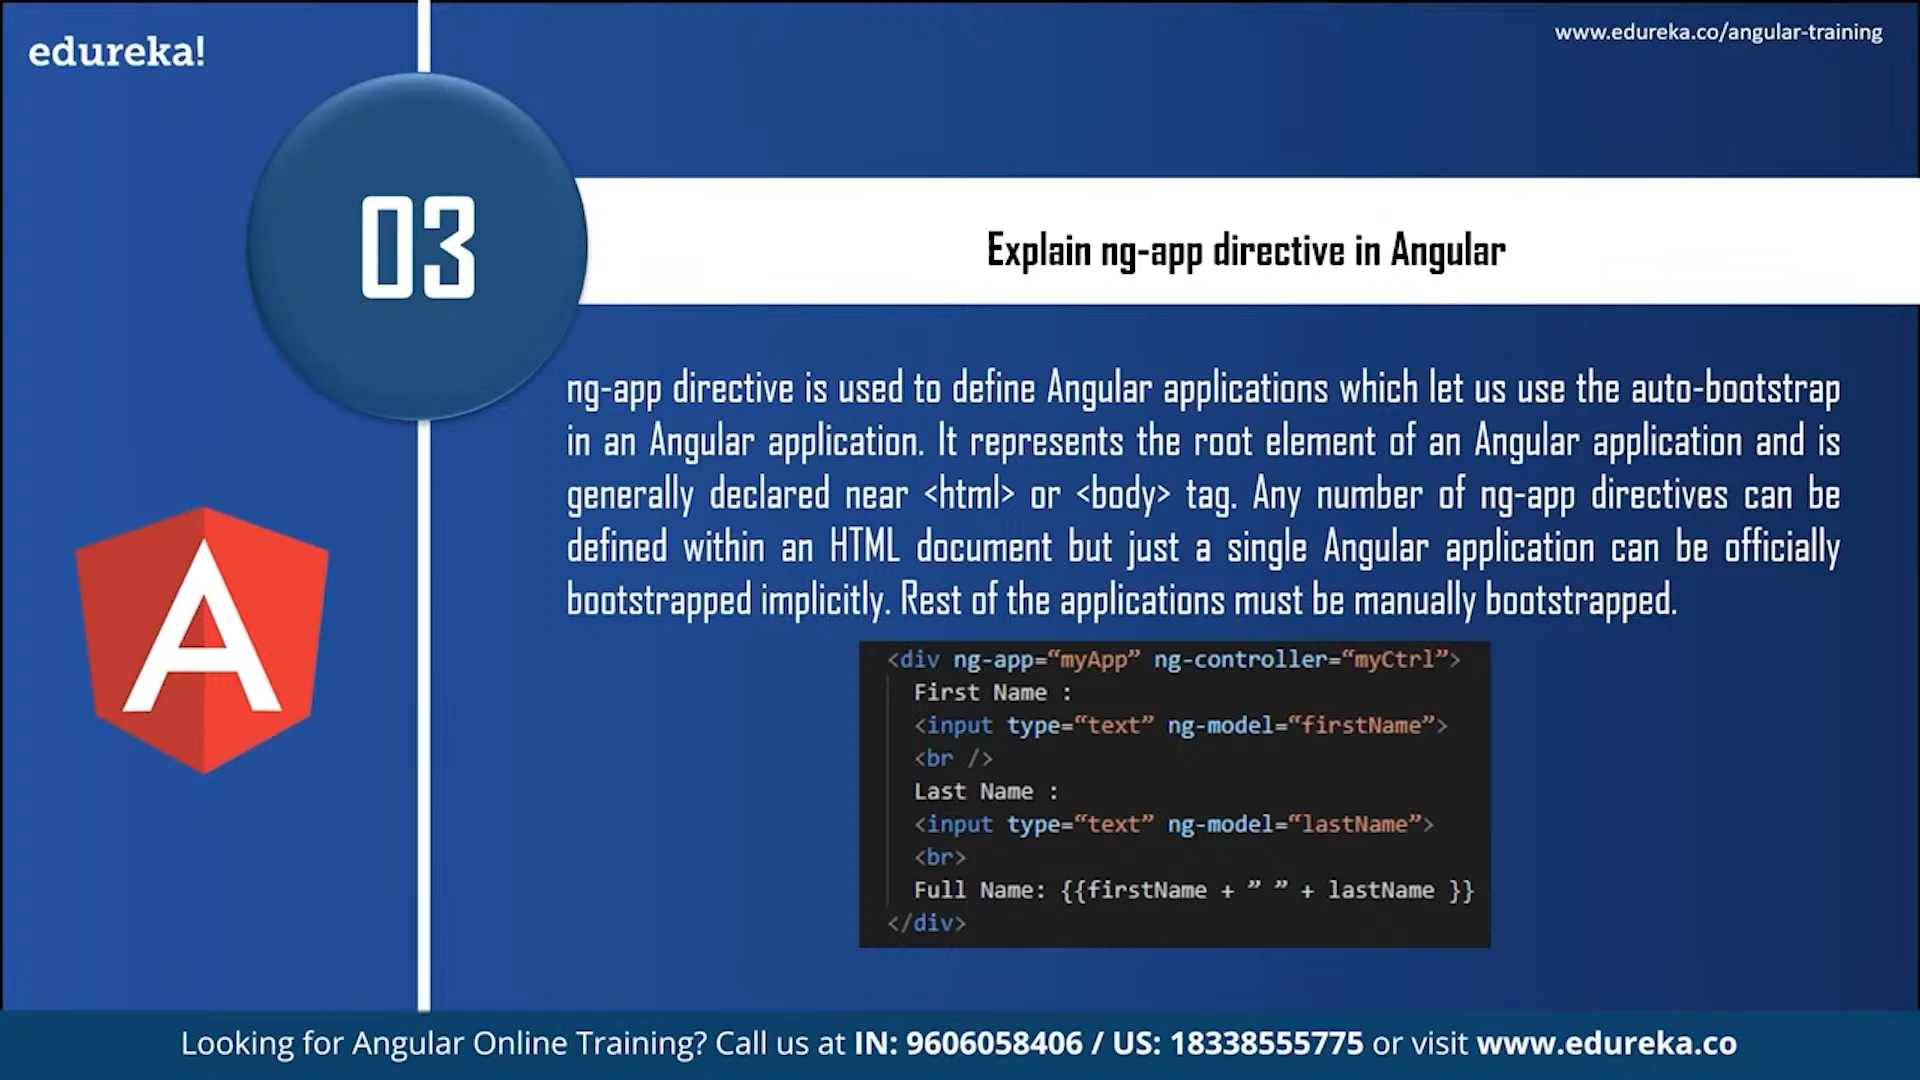 edureka!
www.edureka.co/angular-training
03
Explain ng-app directive in Angular
ng-app directive is used to define Angular applications which let us use the auto-bootstrap
in an Angular application. It represents the root element of an Angular application and is
generally declared near <html> or <body> tag. Any number of ng-app directives can be
defined within an HTML document but just a single Angular application can be officially
bootstrapped implicitly. Rest of the applications must be manually bootstrapped.
<div ng-app=“myApp” ng-controller=“myCtrl”>
First Name :
<input type=“text” ng-model=“firstName”>
<br />
Last Name :
<input type=“text” ng-model=“lastName”>
<br>
Full Name: {{firstName + ” ” + lastName }}
</div>
A
Looking for Angular Online Training? Call us at IN: 9606058406 / US: 18338555775 or visit www.edureka.co